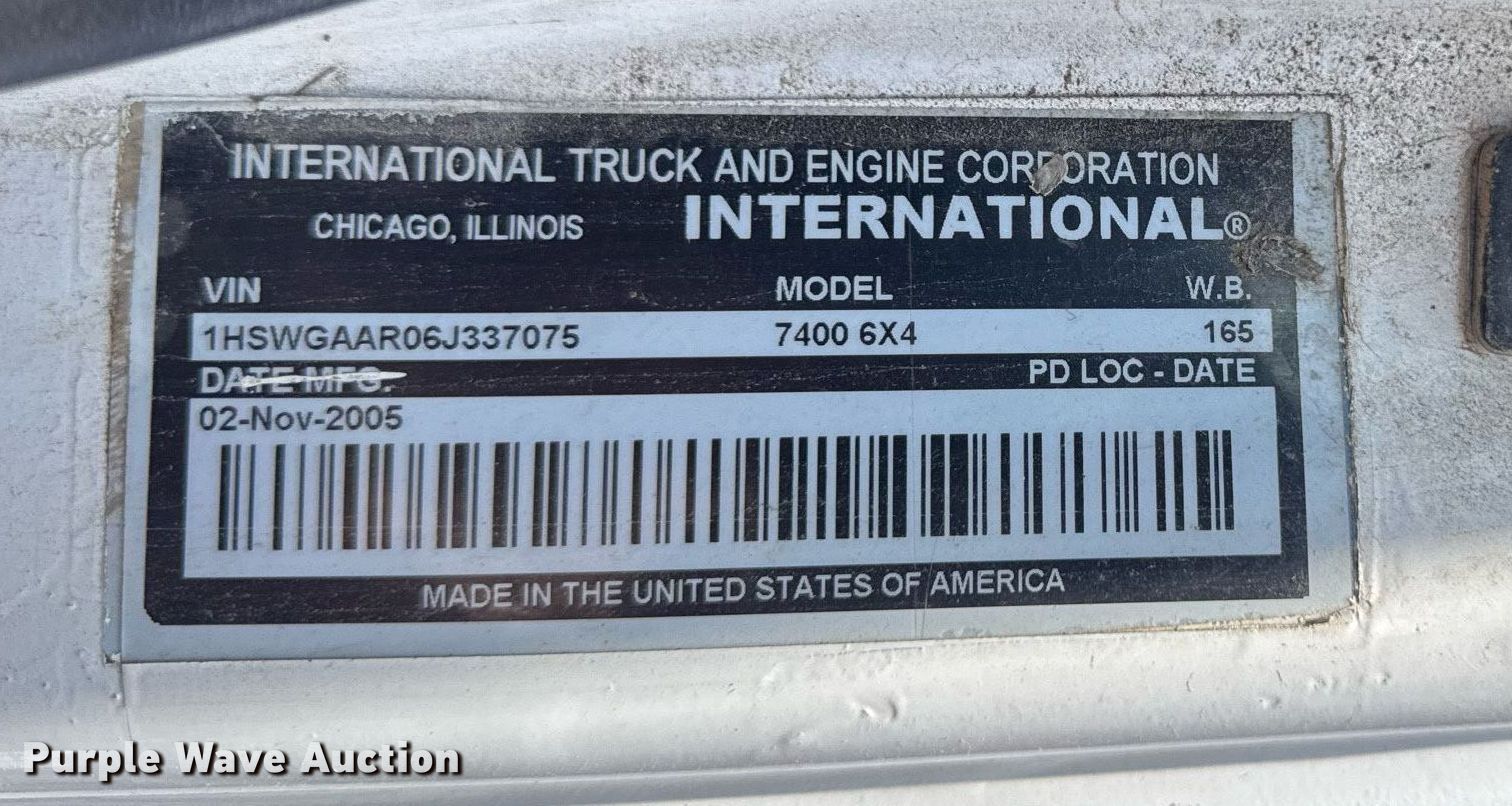 INTERNATIONAL TRUCK AND ENGINE CORPORATION
CHICAGO, ILLINOIS INTERNATIONAL®
VIN MODEL W.B.
1HSWGAAR06J337075 7400 6X4 165
DATE MFG. PD LOC - DATE
02-Nov-2005
MADE IN THE UNITED STATES OF AMERICA
Purple Wave Auction